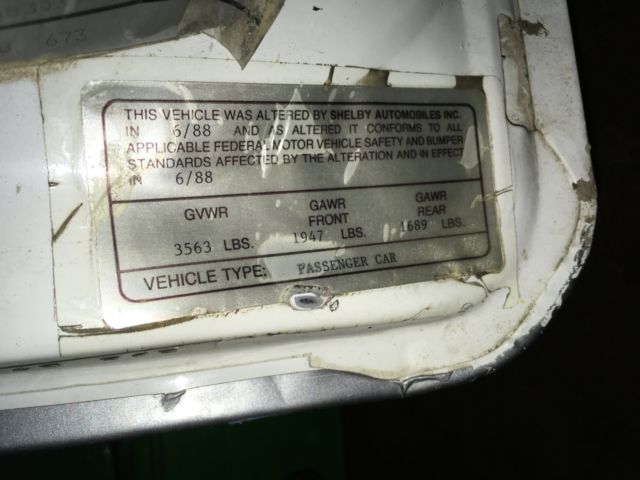 673
THIS VEHICLE WAS ALTERED BY SHELBY AUTOMOBILES INC.
IN 6/88 AND AS ALTERED IT CONFORMS TO ALL
APPLICABLE FEDERAL MOTOR VEHICLE SAFETY AND BUMPER
STANDARDS AFFECTED BY THE ALTERATION AND IN EFFECT
IN 6/88
GVWR GAWR FRONT GAWR REAR
3563 LBS. 1947 LBS. 1689 LBS.
VEHICLE TYPE: PASSENGER CAR